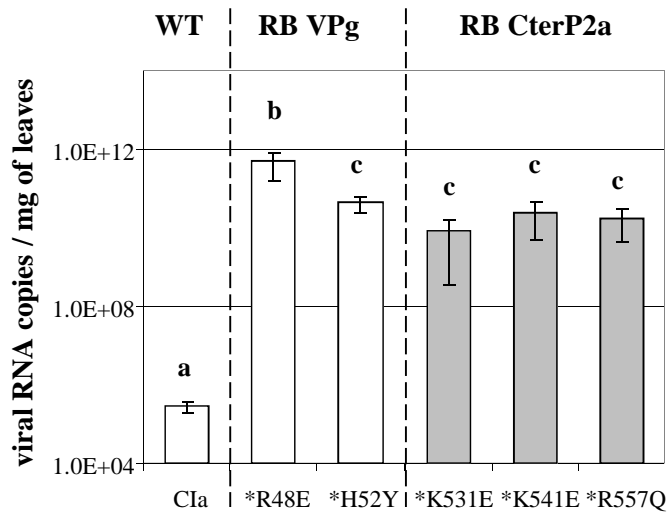 WT RB VPg RB CterP2a
viral RNA copies / mg of leaves
1.0E+12
1.0E+08
1.0E+04
a
b
c
c
c
c
CIa *R48E *H52Y *K531E *K541E *R557Q